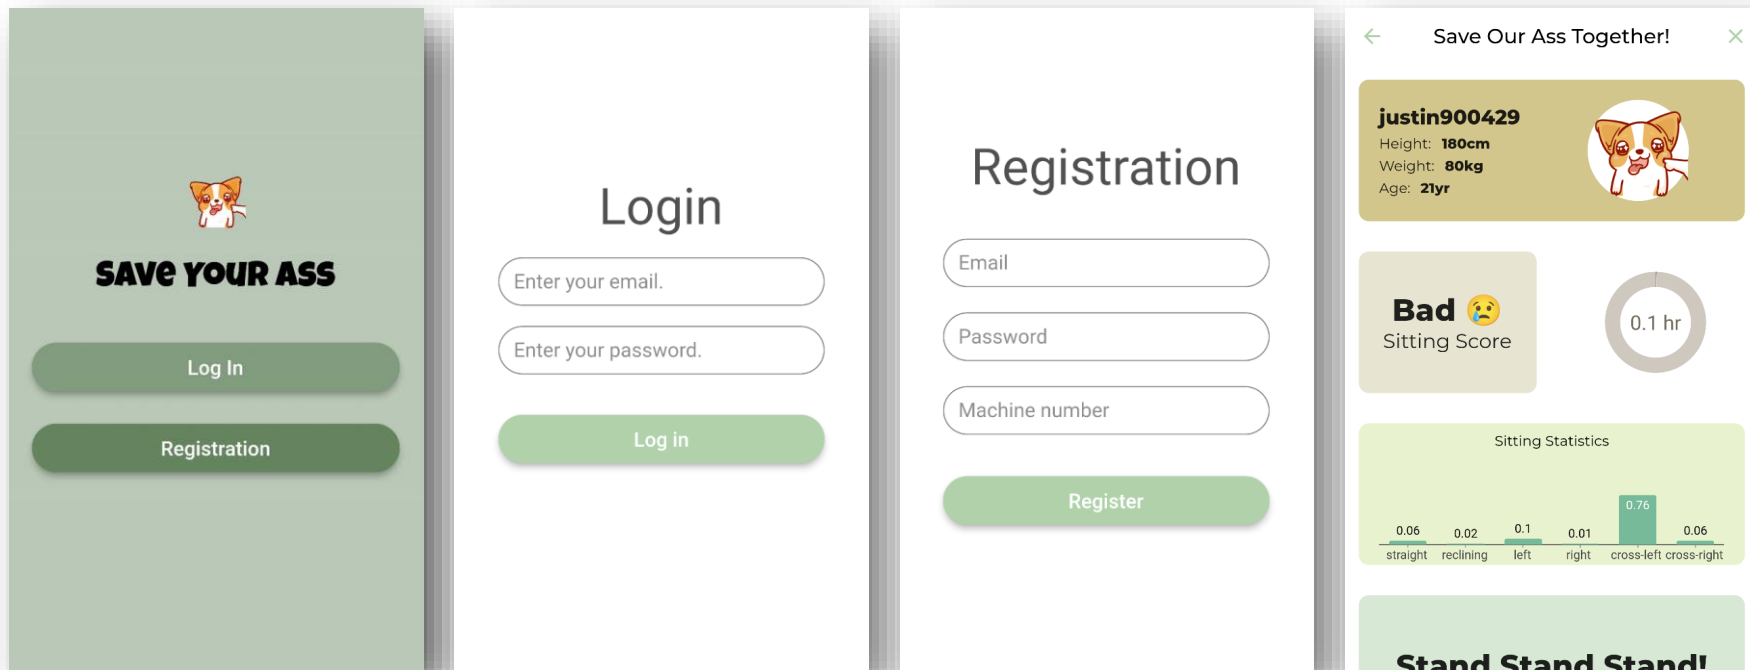 SAVE YOUR ASS
Log In
Registration
Login
Enter your email.
Enter your password.
Log in
Registration
Email
Password
Machine number
Register
Save Our Ass Together!
justin900429
Height: 180cm
Weight: 80kg
Age: 21yr
Bad 😢
Sitting Score
0.1 hr
Sitting Statistics
0.06 0.02 0.1 0.01 0.76 0.06
straight reclining left right cross-left cross-right
Stand Stand Stand!